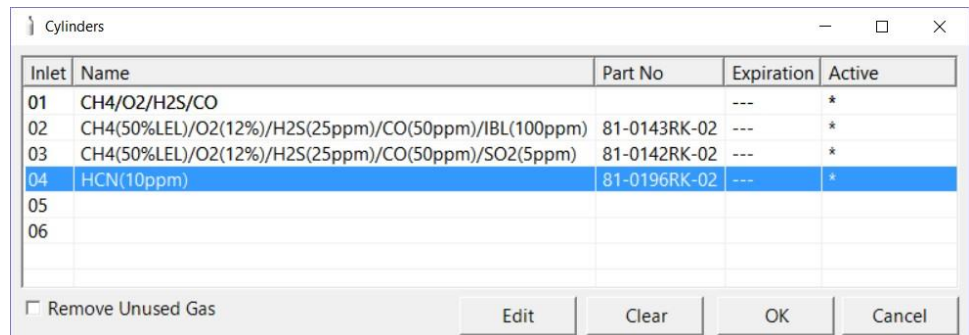 Cylinders
Inlet Name Part No Expiration Active
01 CH4/O2/H2S/CO --- *
02 CH4(50%LEL)/O2(12%)/H2S(25ppm)/CO(50ppm)/IBL(100ppm) 81-0143RK-02 --- *
03 CH4(50%LEL)/O2(12%)/H2S(25ppm)/CO(50ppm)/SO2(5ppm) 81-0142RK-02 --- *
04 HCN(10ppm) 81-0196RK-02 --- *
05
06
Remove Unused Gas Edit Clear OK Cancel